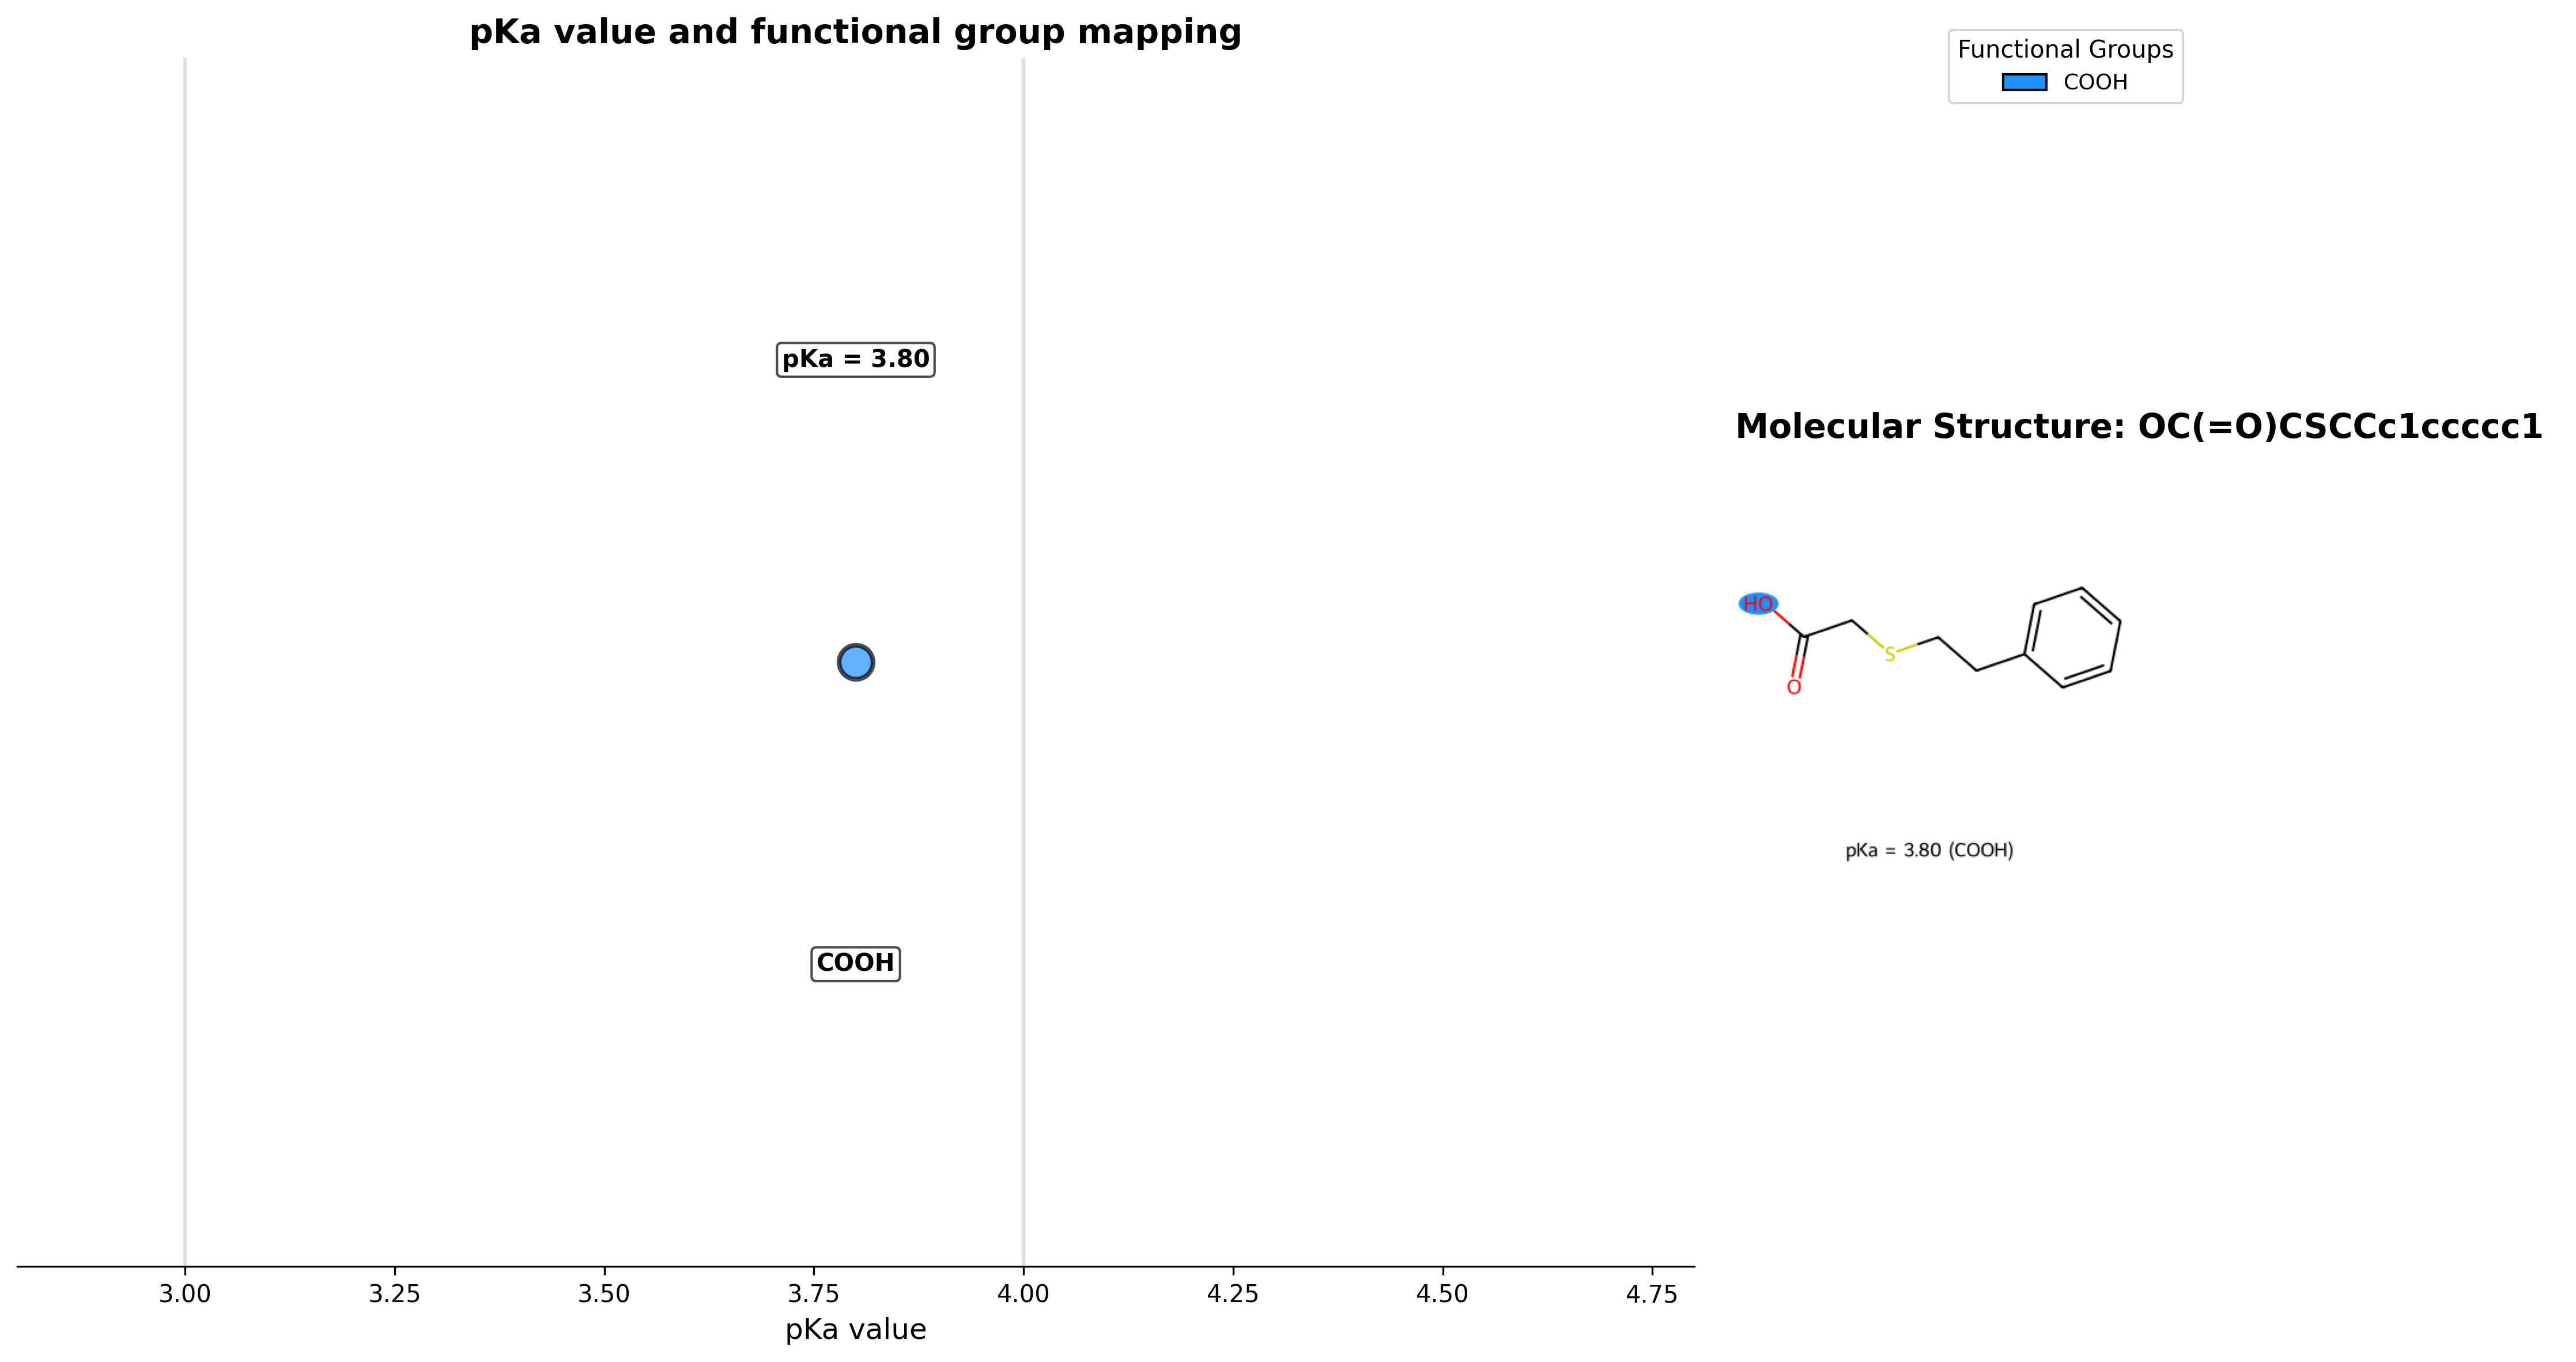 pKa value and functional group mapping
Functional Groups
COOH
pKa = 3.80
Molecular Structure: OC(=O)CSCCc1ccccc1
HO
S
O
pKa = 3.80 (COOH)
COOH
3.00 3.25 3.50 3.75 4.00 4.25 4.50 4.75
pKa value